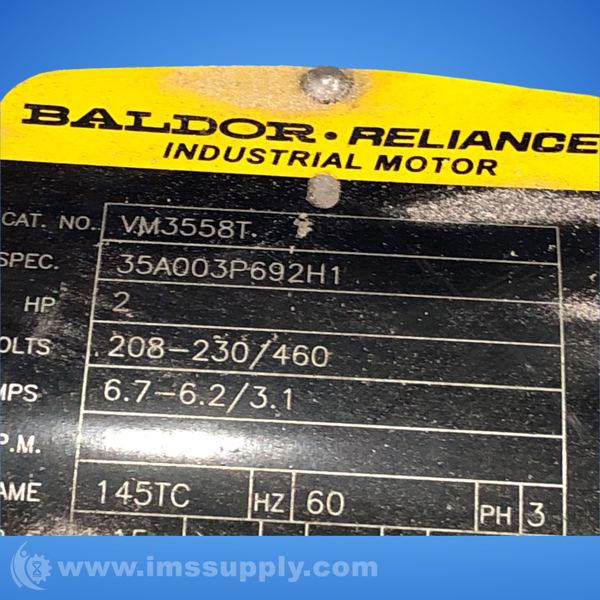 BALDOR • RELIANCE
INDUSTRIAL MOTOR
CAT. NO. VM3558T
SPEC. 35A003P692H1
HP 2
OLTS 208-230/460
MPS 6.7-6.2/3.1
P.M.
AME 145TC HZ 60 PH 3
www.imssupply.com